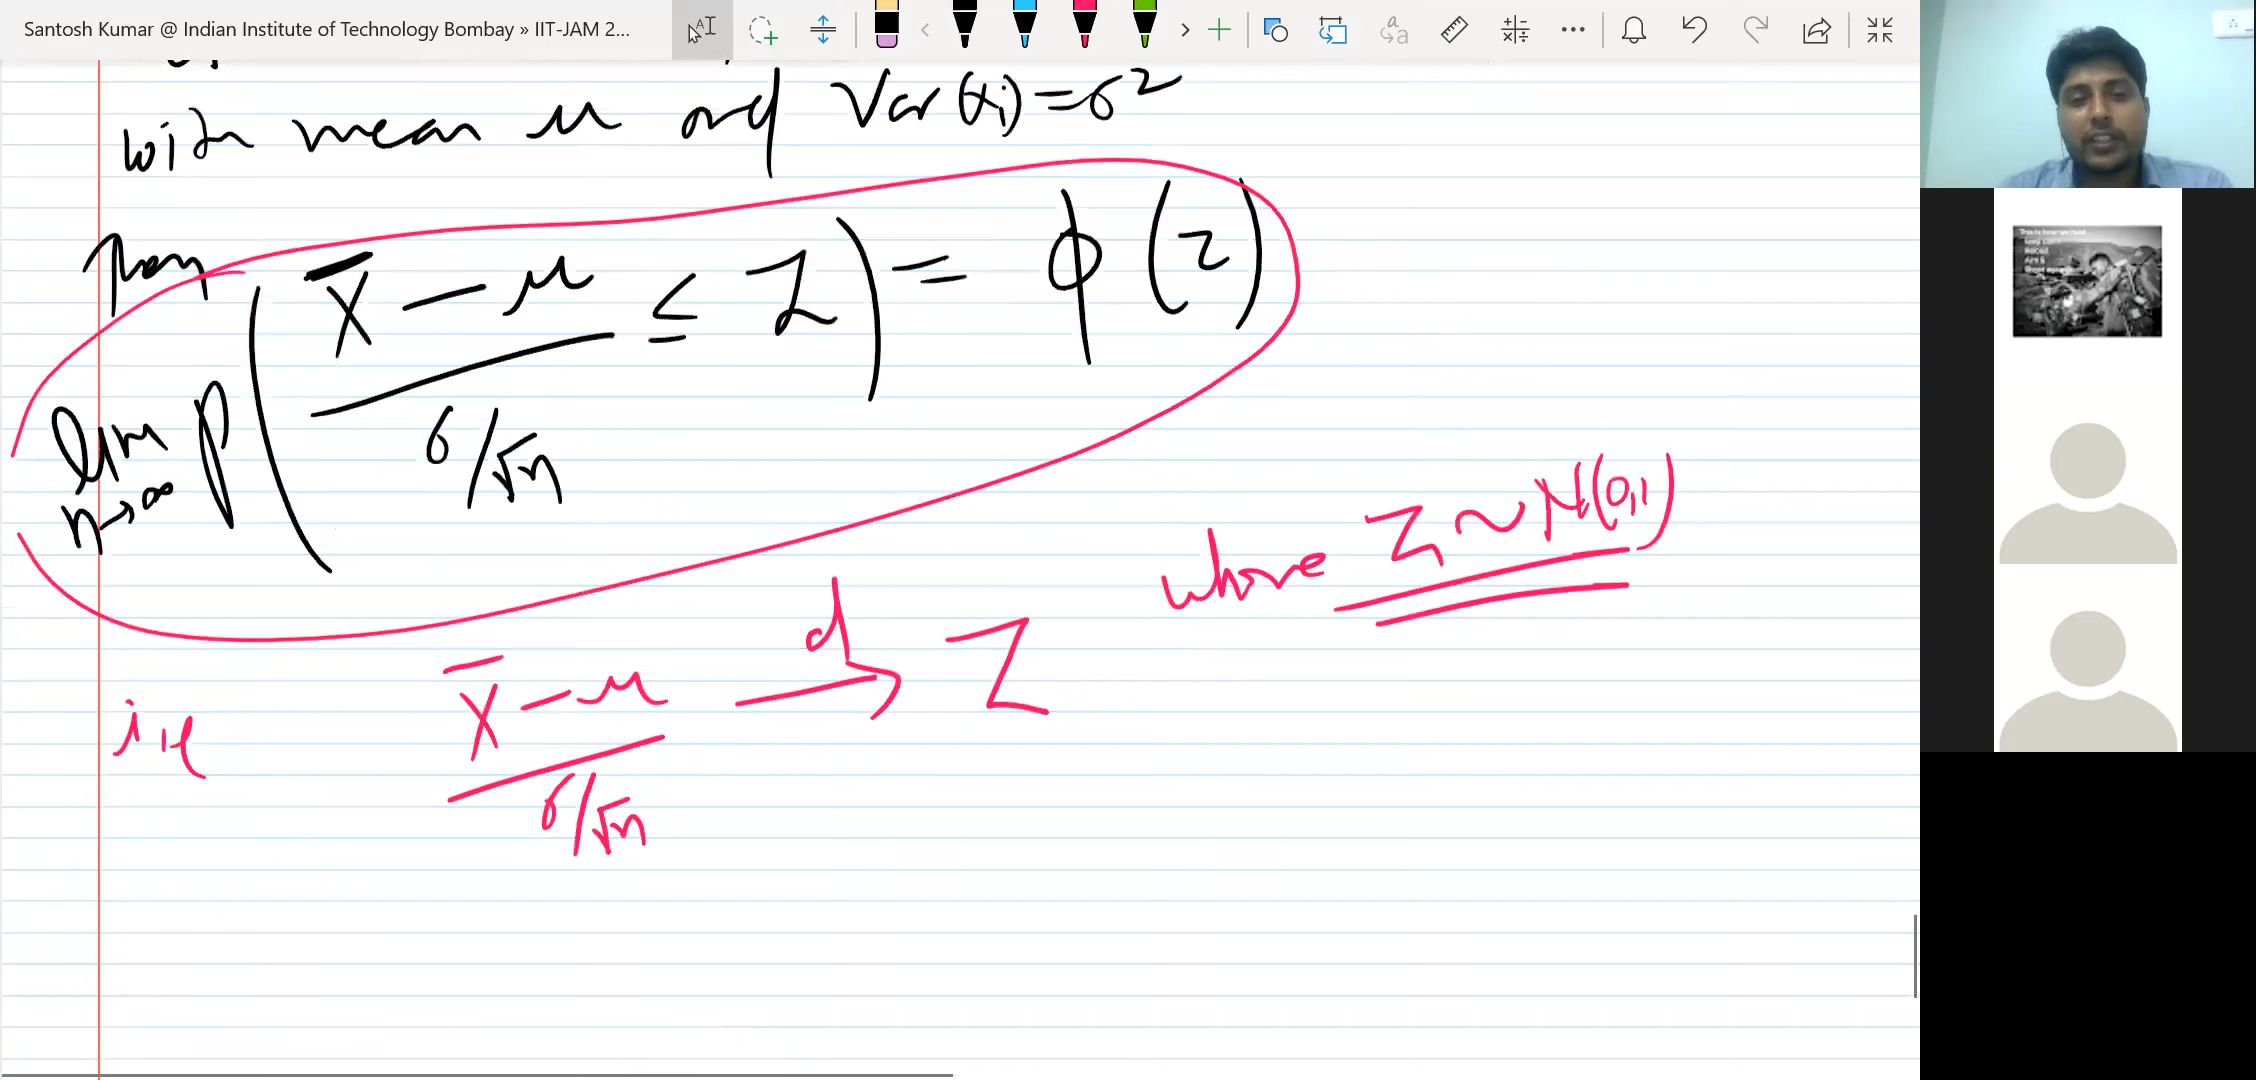 Santosh Kumar @ Indian Institute of Technology Bombay » IIT-JAM 2...
with mean μ and Var(Xi)=σ²
Then
lim n→∞ P( (X̄ − μ)/(σ/√n) ≤ Z ) = ϕ(z)
where Z ~ N(0,1)
i.e (X̄ − μ)/(σ/√n) →d Z